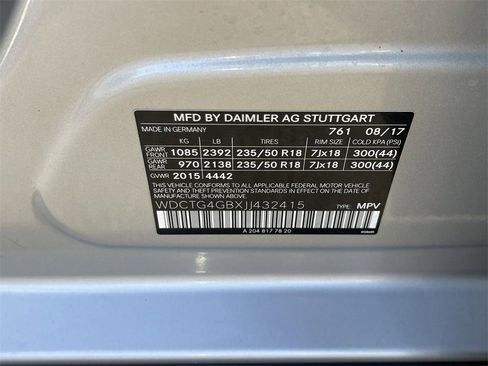 MFD BY DAIMLER AG STUTTGART
MADE IN GERMANY 761 08/17
KG LB TIRES RIM SIZE COLD KPA (PSI)
GAWR FRONT 1085 2392 235/50 R18 7Jx18 300(44)
GAWR REAR 970 2138 235/50 R18 7Jx18 300(44)
GVWR 2015 4442
THIS VEHICLE CONFORMS TO ALL APPLICABLE FEDERAL MOTOR VEHICLE
SAFETY AND THEFT PREVENTION STANDARDS
IN EFFECT ON THE DATE OF MANUFACTURE SHOWN ABOVE.
WDCTG4GBXJJ432415 TYPE: MPV
A 204 817 78 20